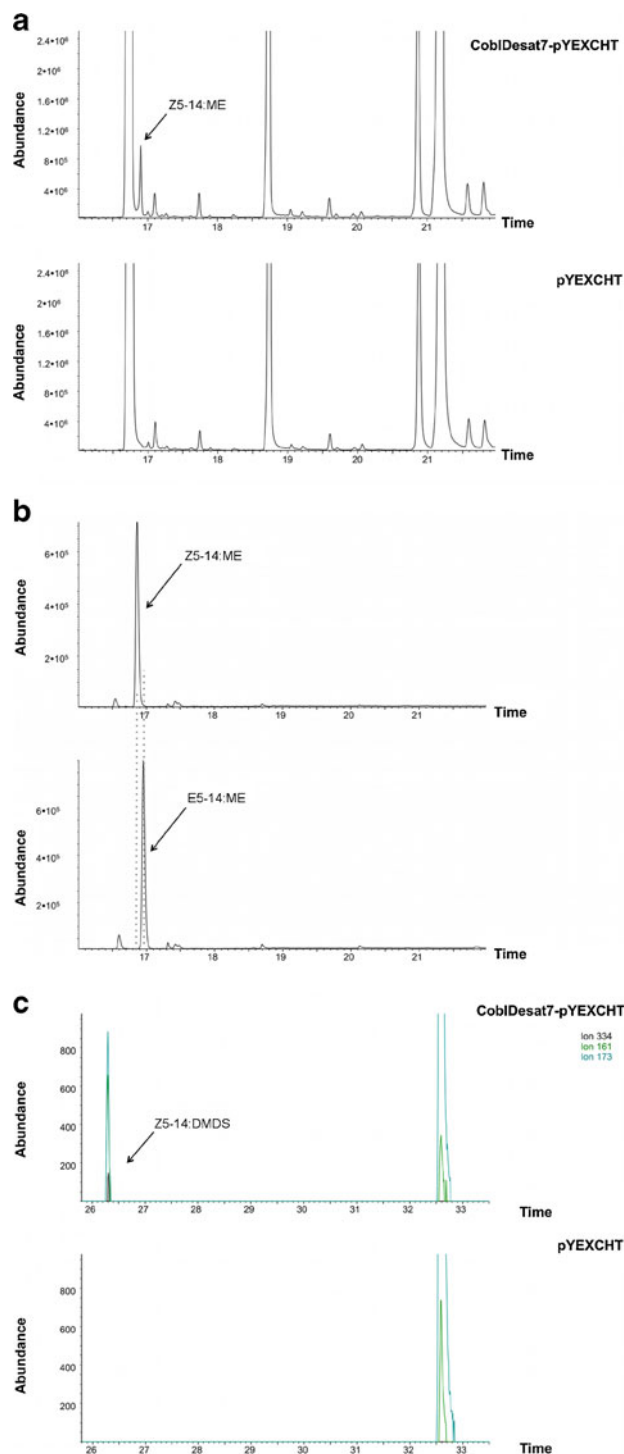 a
CoblDesat7-pYEXCHT
2.4•10⁶
2•10⁶
1.6•10⁶
1.2•10⁶
8•10⁵
4•10⁶
Abundance
Z5-14:ME
17 18 19 20 21
Time
pYEXCHT
2.4•10⁶
2•10⁶
1.6•10⁶
1.2•10⁶
8•10⁵
4•10⁶
Abundance
17 18 19 20 21
Time
b
6•10⁵
4•10⁵
2•10⁵
Abundance
Z5-14:ME
17 18 19 20 21
Time
6•10⁵
4•10⁵
2•10⁵
Abundance
E5-14:ME
17 18 19 20 21
Time
c
CoblDesat7-pYEXCHT
Ion 334
Ion 161
Ion 173
800
600
400
200
Abundance
Z5-14:DMDS
26 27 28 29 30 31 32 33
Time
pYEXCHT
800
600
400
200
Abundance
26 27 28 29 30 31 32 33
Time